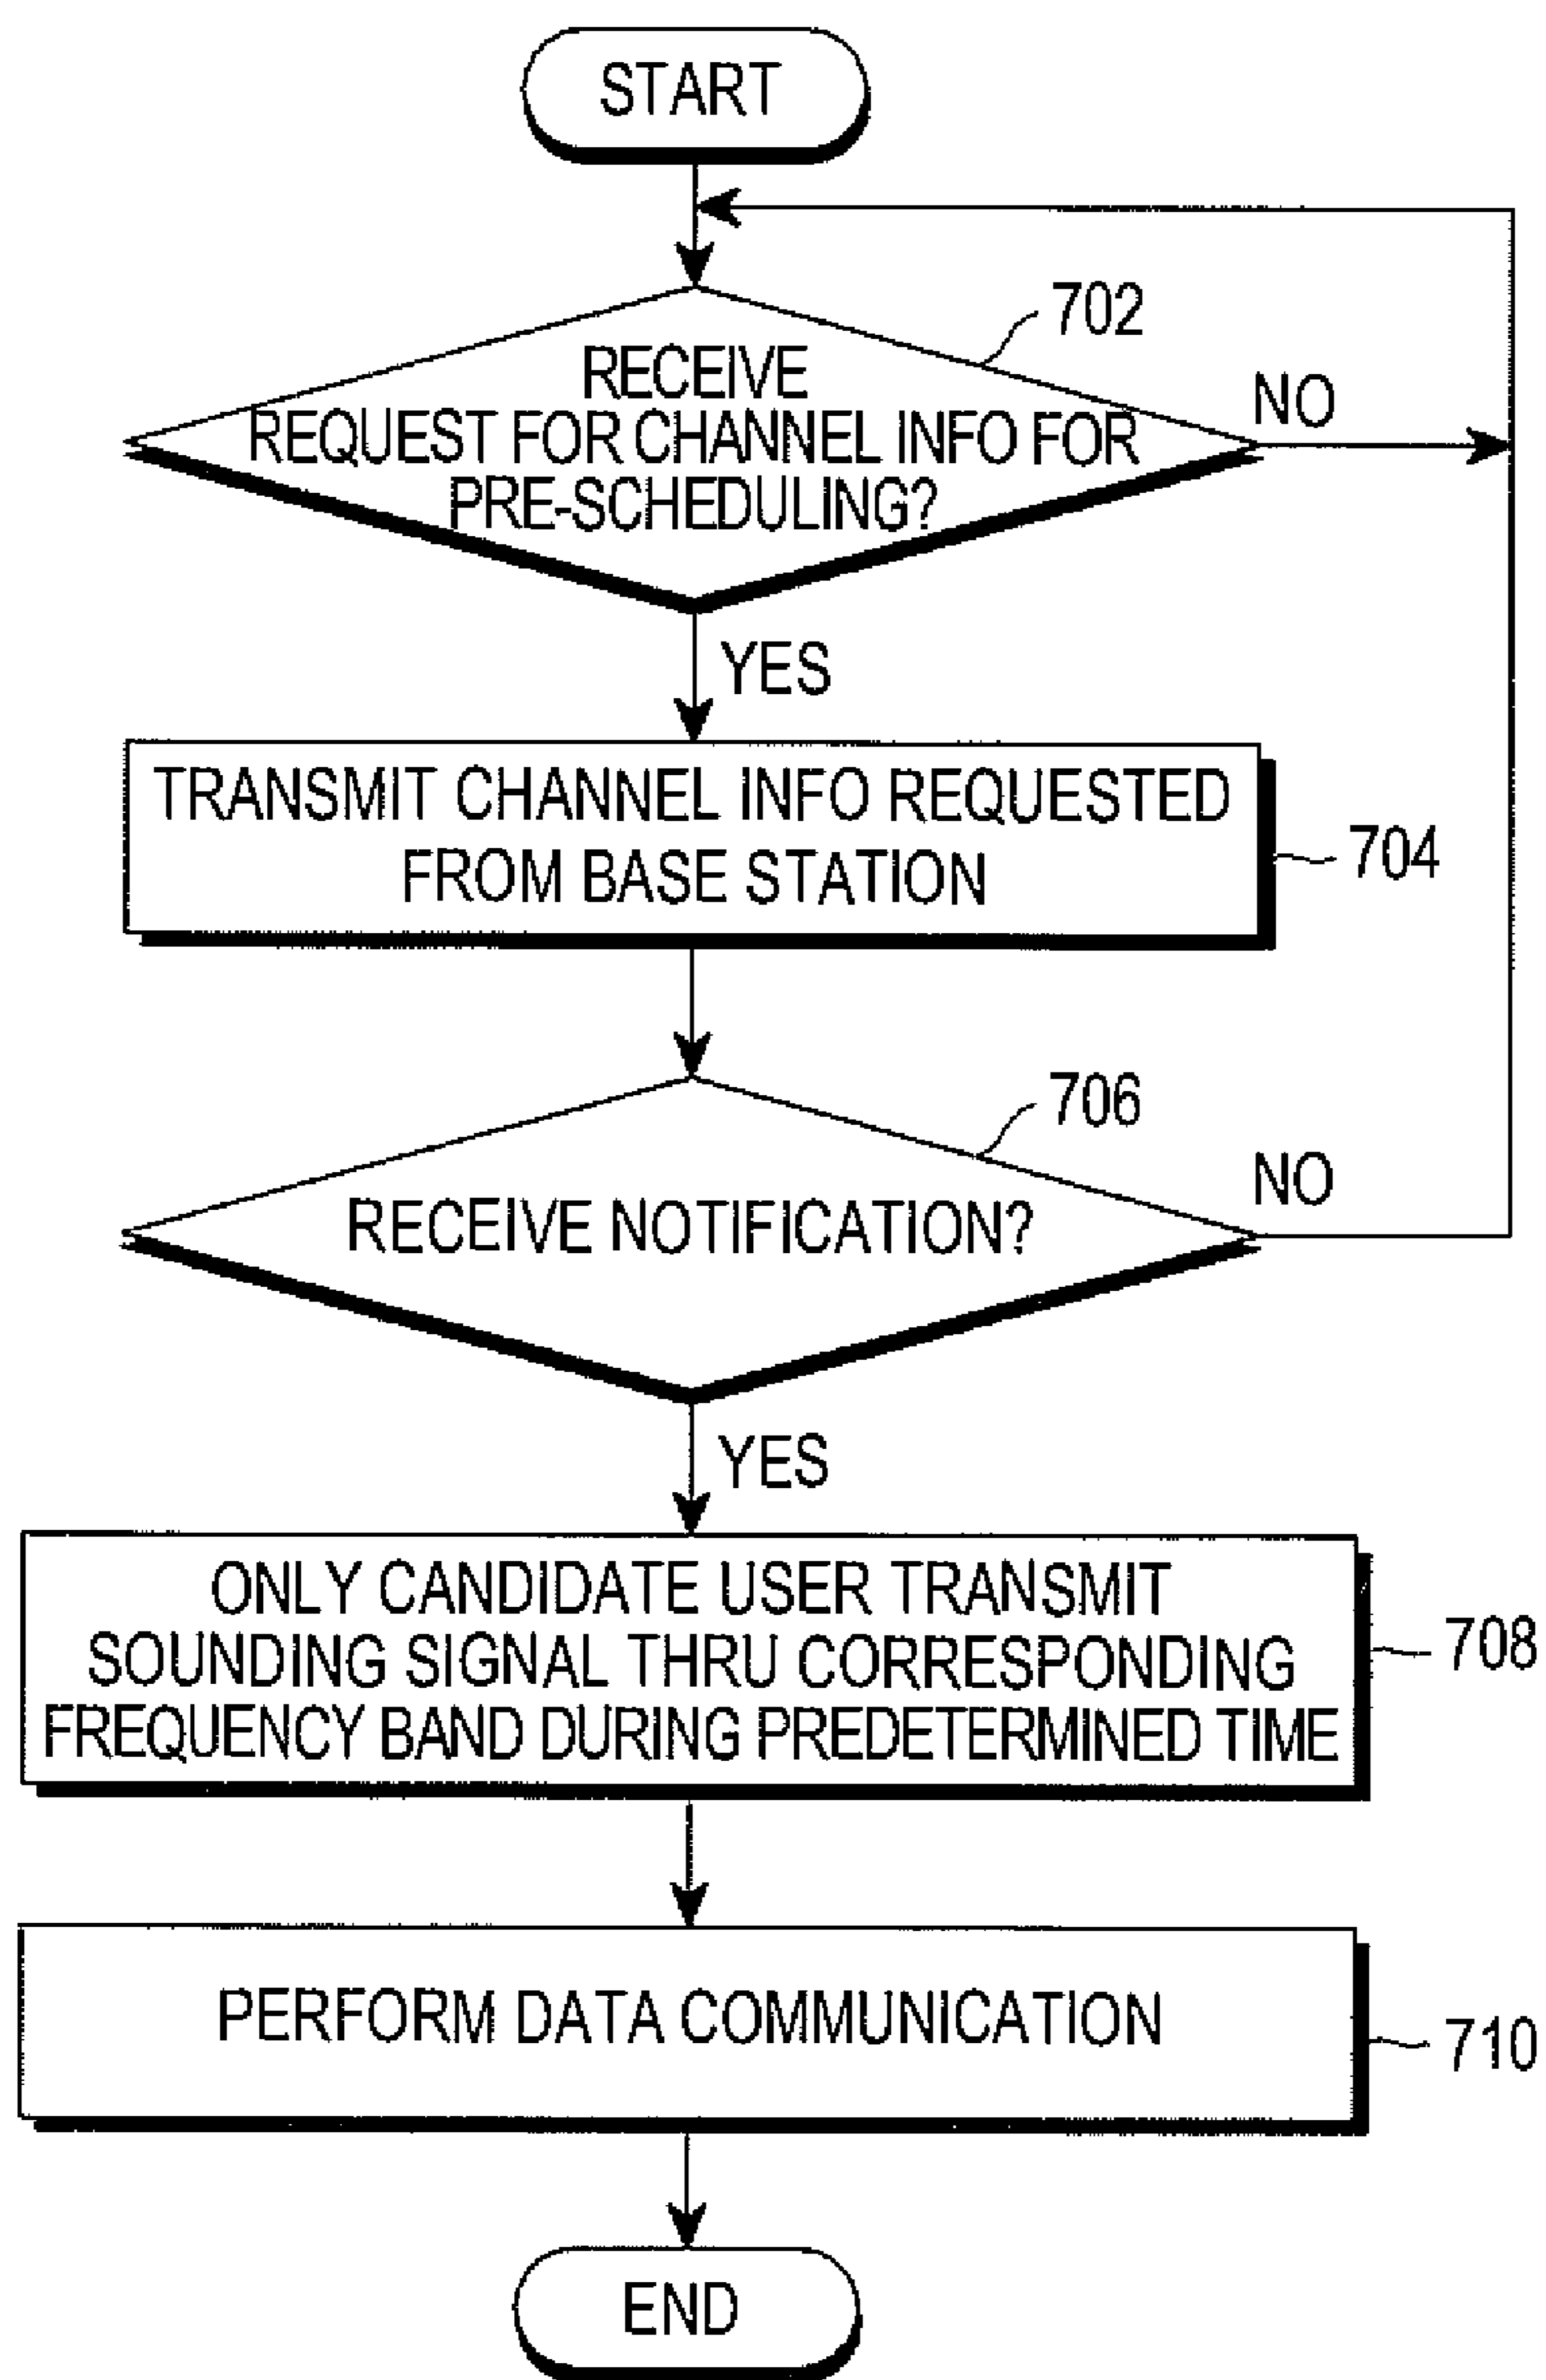 START
702
RECEIVE
REQUEST FOR CHANNEL INFO FOR
PRE-SCHEDULING?
NO
YES
TRANSMIT CHANNEL INFO REQUESTED
FROM BASE STATION
704
706
RECEIVE NOTIFICATION?
NO
YES
ONLY CANDIDATE USER TRANSMIT
SOUNDING SIGNAL THRU CORRESPONDING
FREQUENCY BAND DURING PREDETERMINED TIME
708
PERFORM DATA COMMUNICATION
710
END